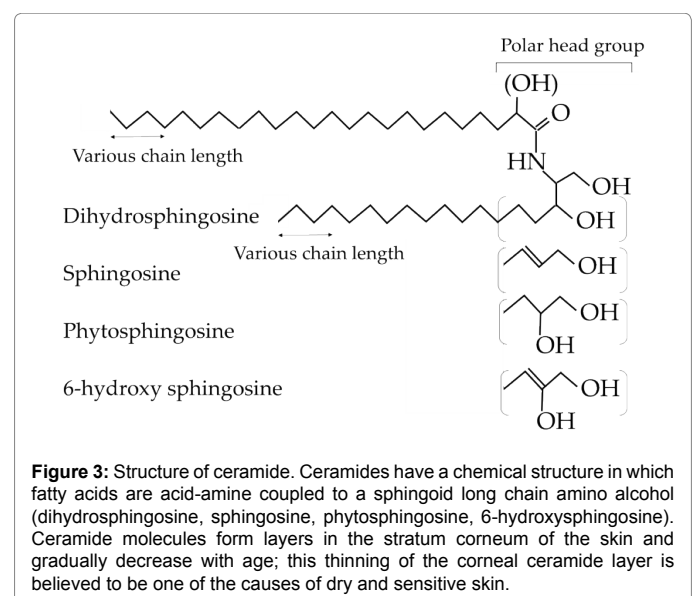 Polar head group
(OH)
O
Various chain length
HN
OH
Dihydrosphingosine
OH
Various chain length
Sphingosine
OH
Phytosphingosine
OH
OH
6-hydroxy sphingosine
OH
OH
Figure 3: Structure of ceramide. Ceramides have a chemical structure in which
fatty acids are acid-amine coupled to a sphingoid long chain amino alcohol
(dihydrosphingosine, sphingosine, phytosphingosine, 6-hydroxysphingosine).
Ceramide molecules form layers in the stratum corneum of the skin and
gradually decrease with age; this thinning of the corneal ceramide layer is
believed to be one of the causes of dry and sensitive skin.